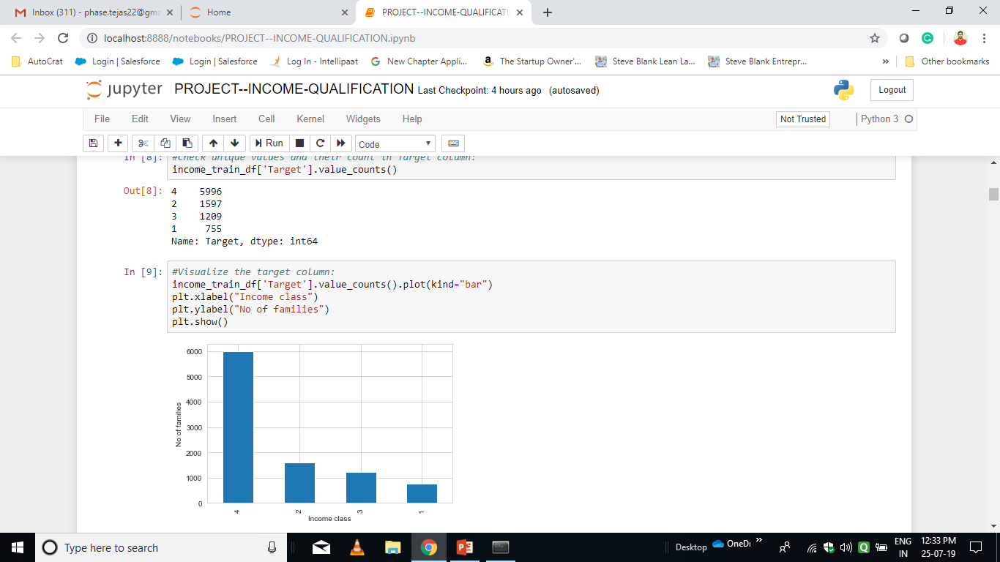 Inbox (311) - phase.tejas22@gma
Home
PROJECT--INCOME-QUALIFICATI
localhost:8888/notebooks/PROJECT--INCOME-QUALIFICATION.ipynb
AutoCrat
Login | Salesforce
Login | Salesforce
Log In - Intellipaat
New Chapter Appli...
The Startup Owner'...
Steve Blank Lean La...
Steve Blank Entrepr...
»
Other bookmarks
jupyter PROJECT--INCOME-QUALIFICATION Last Checkpoint: 4 hours ago (autosaved)
Logout
File Edit View Insert Cell Kernel Widgets Help
Not Trusted
Python 3
Run
Code
In [8]: #Check unique values and their count in Target column:
income_train_df['Target'].value_counts()
Out[8]: 4 5996
2 1597
3 1209
1 755
Name: Target, dtype: int64
In [9]: #Visualize the target column:
income_train_df['Target'].value_counts().plot(kind="bar")
plt.xlabel("Income class")
plt.ylabel("No of families")
plt.show()
6000
5000
4000
3000
2000
1000
0
No of families
4 2 3 1
Income class
Type here to search
Desktop
OneDr
»
ENG
IN
12:33 PM
25-07-19